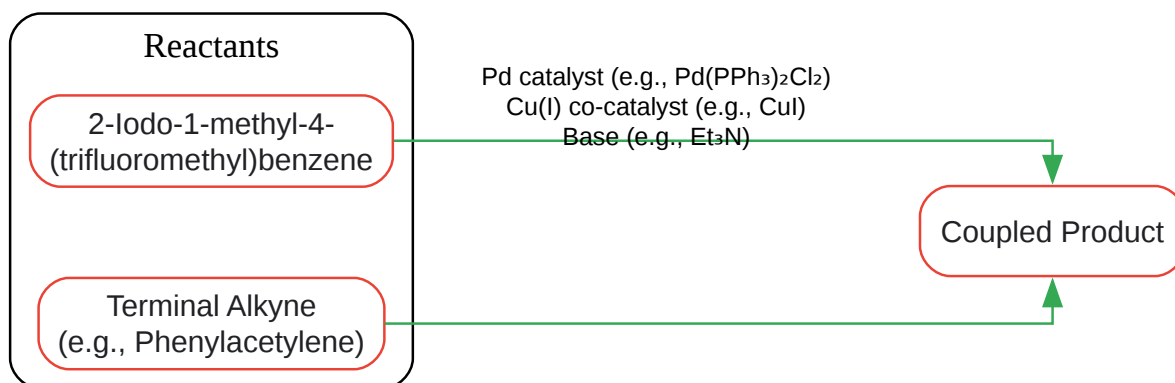 Reactants
2-Iodo-1-methyl-4-
(trifluoromethyl)benzene
Pd catalyst (e.g., Pd(PPh₃)₂Cl₂)
Cu(I) co-catalyst (e.g., CuI)
Base (e.g., Et₃N)
Coupled Product
Terminal Alkyne
(e.g., Phenylacetylene)